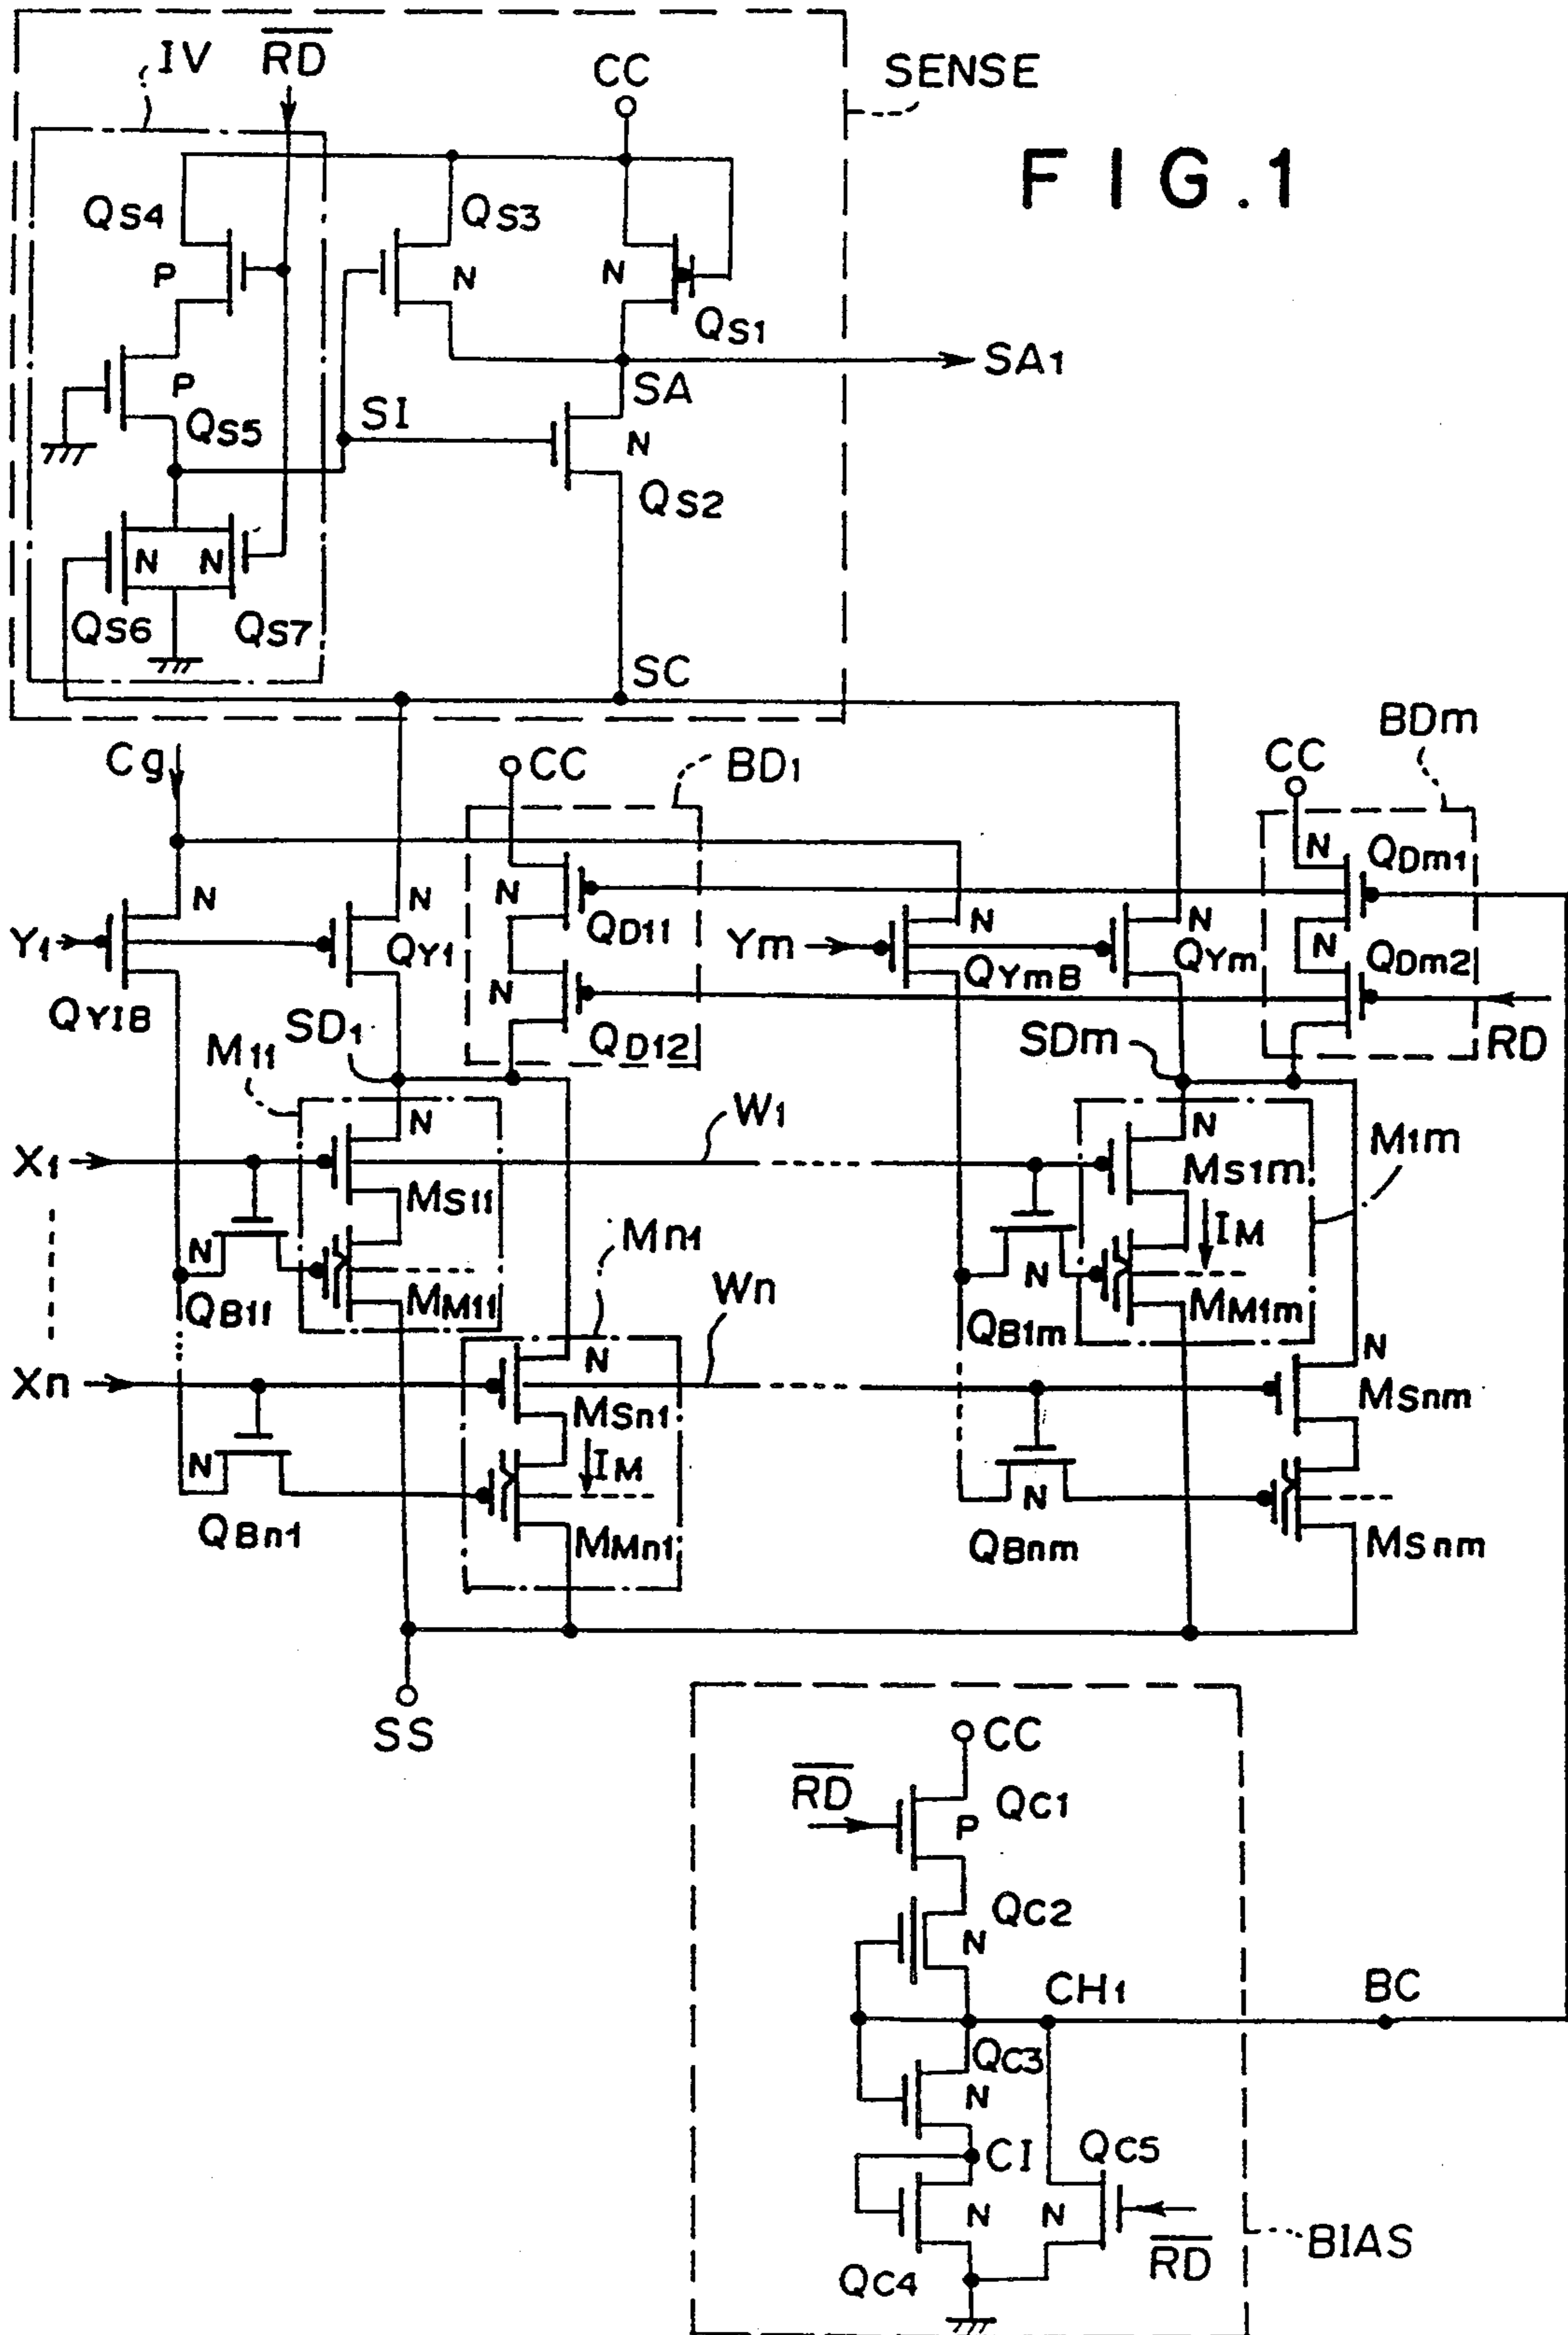 IV
R̅D̅
CC
SENSE
FIG.1
QS4
P
QS3
N
N
QS1
SA1
P
QS5
SI
SA
N
QS2
N
N
QS6
QS7
SC
Cg
CC
BD1
CC
BDm
N
N
N
QD11
N
N
N
QDm1
Y1
QY1
Ym
QYmB
QYm
N
QDm2
QY1B
N
QD12
RD
SD1
SDm
M11
N
W1
N
M1m
X1
MS11
MS1m
N
QB11
MM11
Mn1
N
QB1m
IM
MM1m
Wn
Xn
N
MSn1
N
MSnm
N
QBn1
IM
MMn1
N
QBnm
MSnm
SS
CC
R̅D̅
QC1
P
QC2
N
CH1
BC
QC3
N
CI
QC5
N
N
R̅D̅
QC4
BIAS